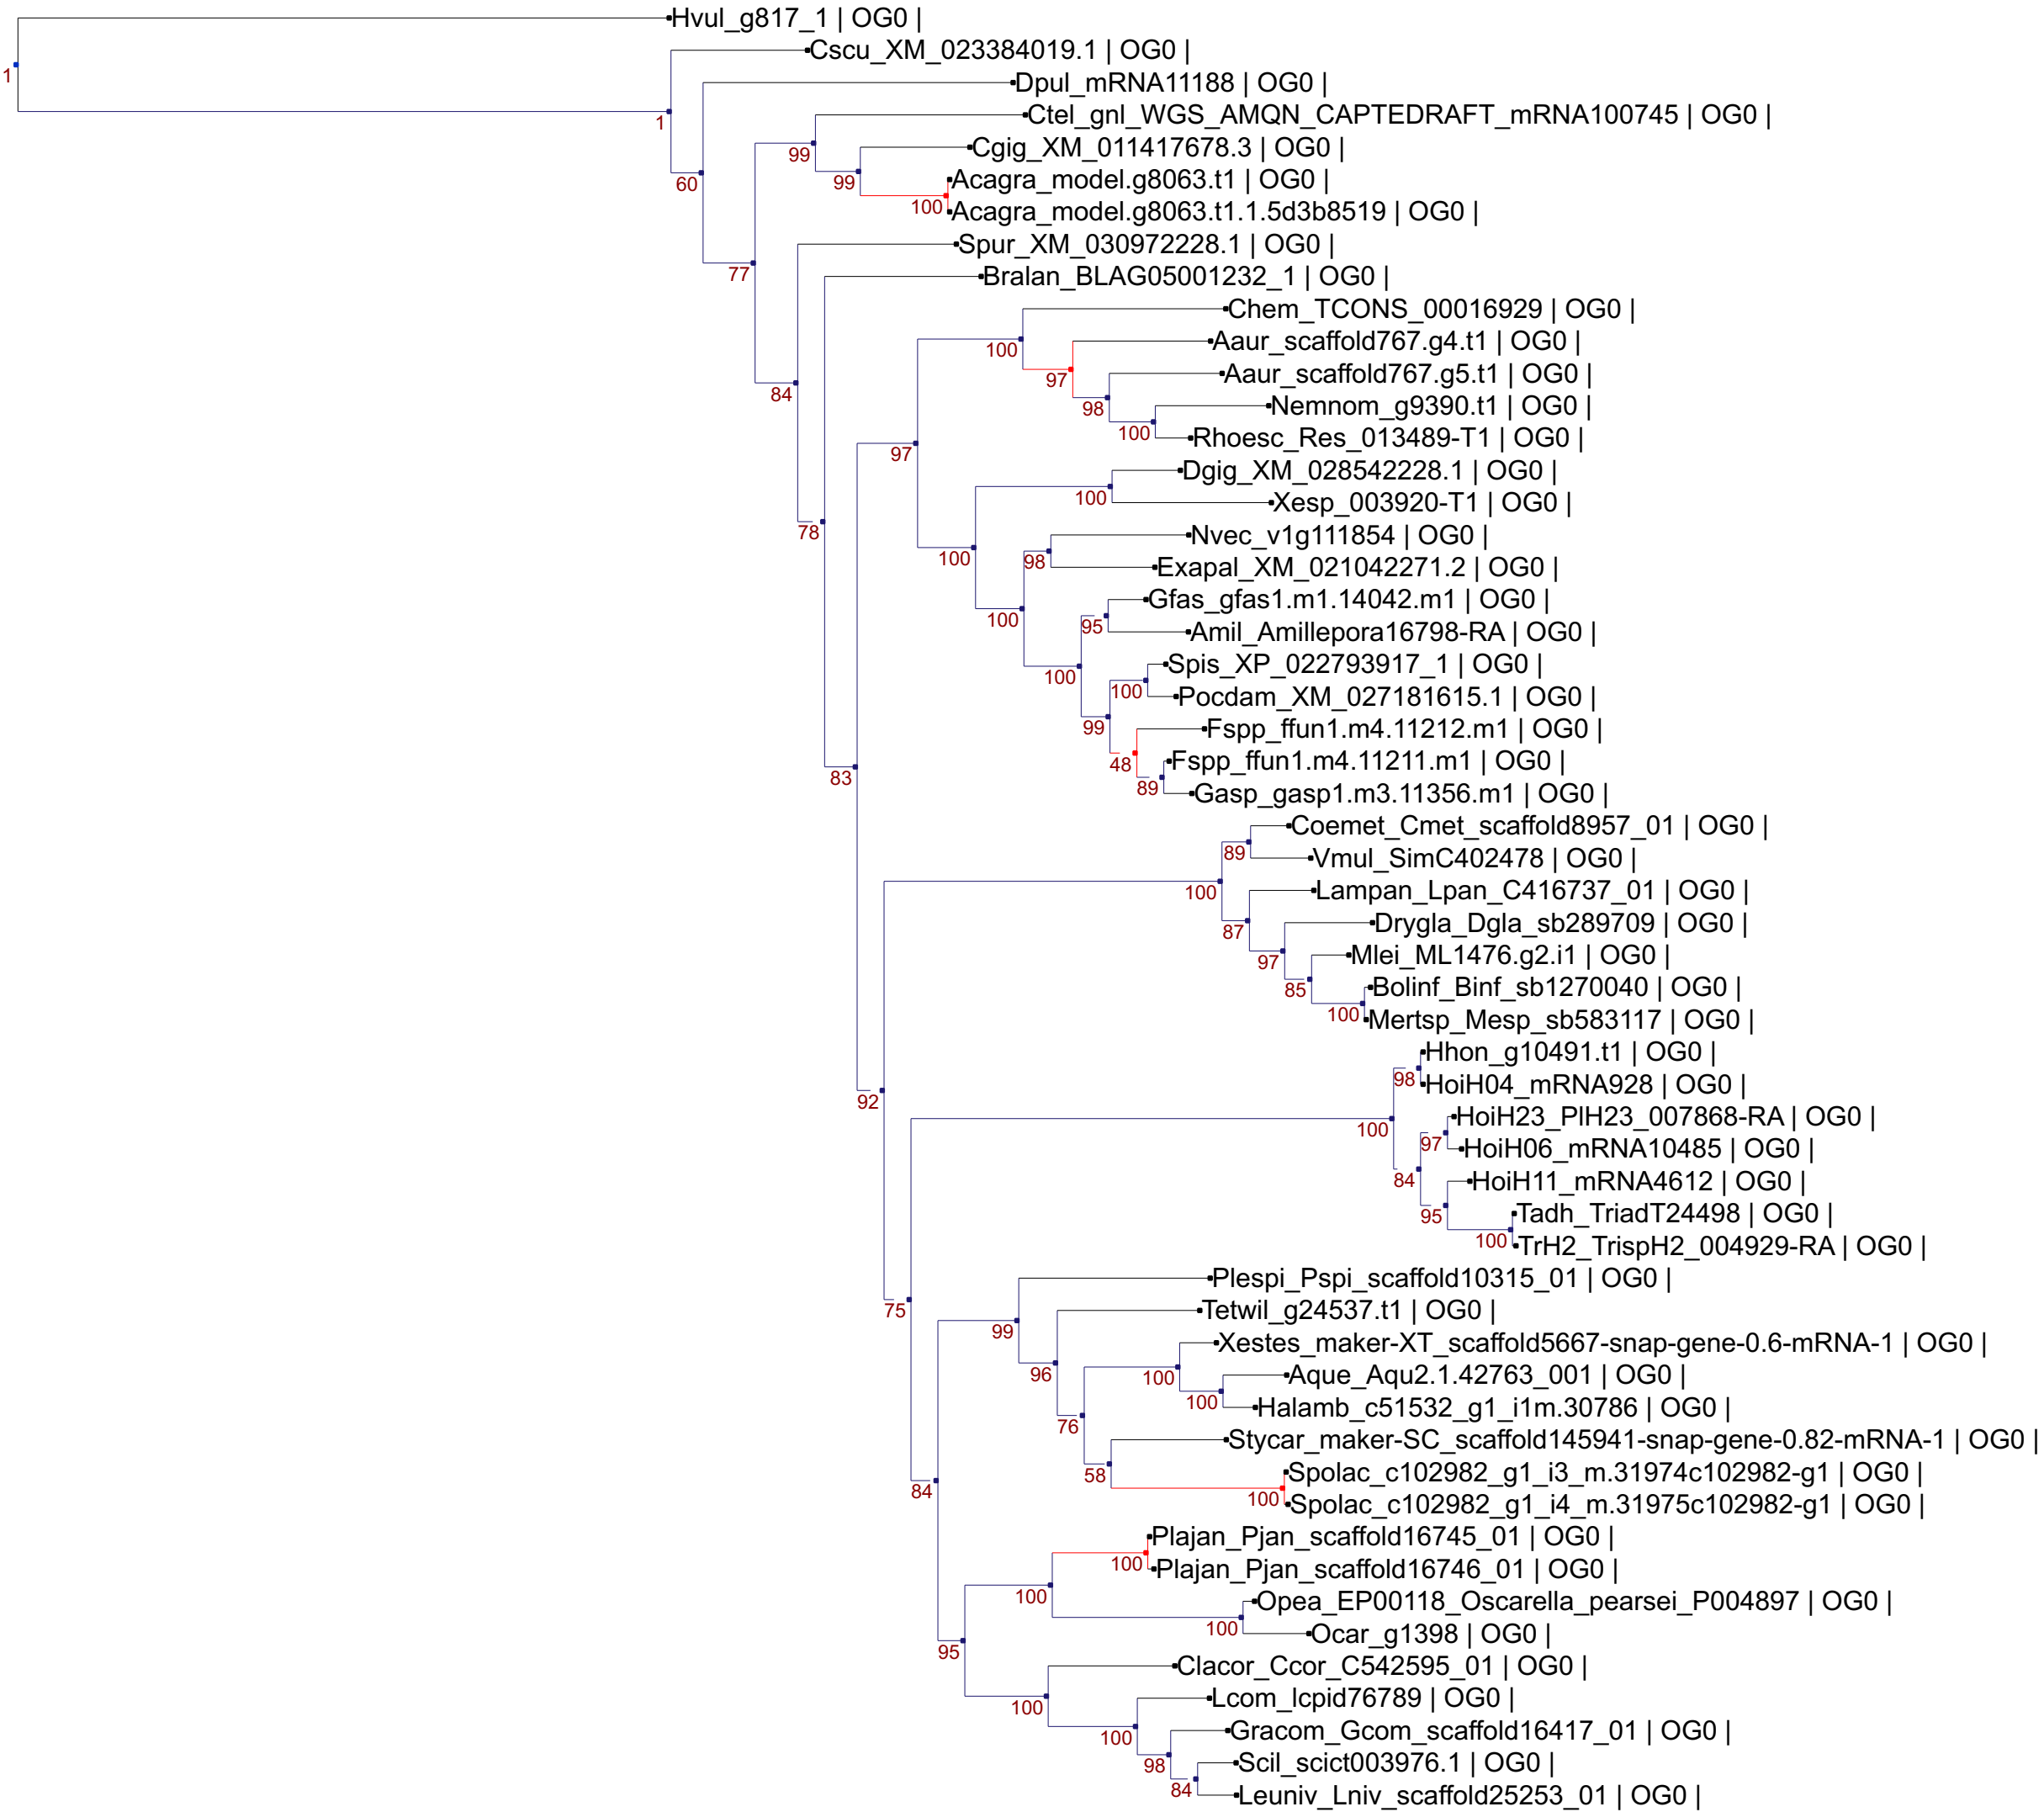 Hvul_g817_1 | OG0 |
Cscu_XM_023384019.1 | OG0 |
1
Dpul_mRNA11188 | OG0 |
Ctel_gnl_WGS_AMQN_CAPTEDRAFT_mRNA100745 | OG0 |
1
Cgig_XM_011417678.3 | OG0 |
99
Acagra_model.g8063.t1 | OG0 |
60
99
100
Acagra_model.g8063.t1.1.5d3b8519 | OG0 |
Spur_XM_030972228.1 | OG0 |
77
Bralan_BLAG05001232_1 | OG0 |
Chem_TCONS_00016929 | OG0 |
Aaur_scaffold767.g4.t1 | OG0 |
100
Aaur_scaffold767.g5.t1 | OG0 |
97
84
Nemnom_g9390.t1 | OG0 |
98
Rhoesc_Res_013489-T1 | OG0 |
100
97
Dgig_XM_028542228.1 | OG0 |
100
Xesp_003920-T1 | OG0 |
78
Nvec_v1g111854 | OG0 |
100
98
Exapal_XM_021042271.2 | OG0 |
Gfas_gfas1.m1.14042.m1 | OG0 |
100
95
Amil_Amillepora16798-RA | OG0 |
Spis_XP_022793917_1 | OG0 |
100
100
Pocdam_XM_027181615.1 | OG0 |
99
Fspp_ffun1.m4.11212.m1 | OG0 |
48
Fspp_ffun1.m4.11211.m1 | OG0 |
83
89
Gasp_gasp1.m3.11356.m1 | OG0 |
Coemet_Cmet_scaffold8957_01 | OG0 |
89
Vmul_SimC402478 | OG0 |
100
Lampan_Lpan_C416737_01 | OG0 |
87
Drygla_Dgla_sb289709 | OG0 |
97
Mlei_ML1476.g2.i1 | OG0 |
85
Bolinf_Binf_sb1270040 | OG0 |
100
Mertsp_Mesp_sb583117 | OG0 |
Hhon_g10491.t1 | OG0 |
98
HoiH04_mRNA928 | OG0 |
92
HoiH23_PlH23_007868-RA | OG0 |
100
97
HoiH06_mRNA10485 | OG0 |
84
HoiH11_mRNA4612 | OG0 |
95
Tadh_TriadT24498 | OG0 |
100
TrH2_TrispH2_004929-RA | OG0 |
Plespi_Pspi_scaffold10315_01 | OG0 |
75
Tetwil_g24537.t1 | OG0 |
99
Xestes_maker-XT_scaffold5667-snap-gene-0.6-mRNA-1 | OG0 |
96
100
Aque_Aqu2.1.42763_001 | OG0 |
100
Halamb_c51532_g1_i1m.30786 | OG0 |
76
Stycar_maker-SC_scaffold145941-snap-gene-0.82-mRNA-1 | OG0 |
58
Spolac_c102982_g1_i3_m.31974c102982-g1 | OG0 |
84
100
Spolac_c102982_g1_i4_m.31975c102982-g1 | OG0 |
Plajan_Pjan_scaffold16745_01 | OG0 |
100
Plajan_Pjan_scaffold16746_01 | OG0 |
100
Opea_EP00118_Oscarella_pearsei_P004897 | OG0 |
100
Ocar_g1398 | OG0 |
95
Clacor_Ccor_C542595_01 | OG0 |
Lcom_lcpid76789 | OG0 |
100
Gracom_Gcom_scaffold16417_01 | OG0 |
100
Scil_scict003976.1 | OG0 |
98
84
Leuniv_Lniv_scaffold25253_01 | OG0 |